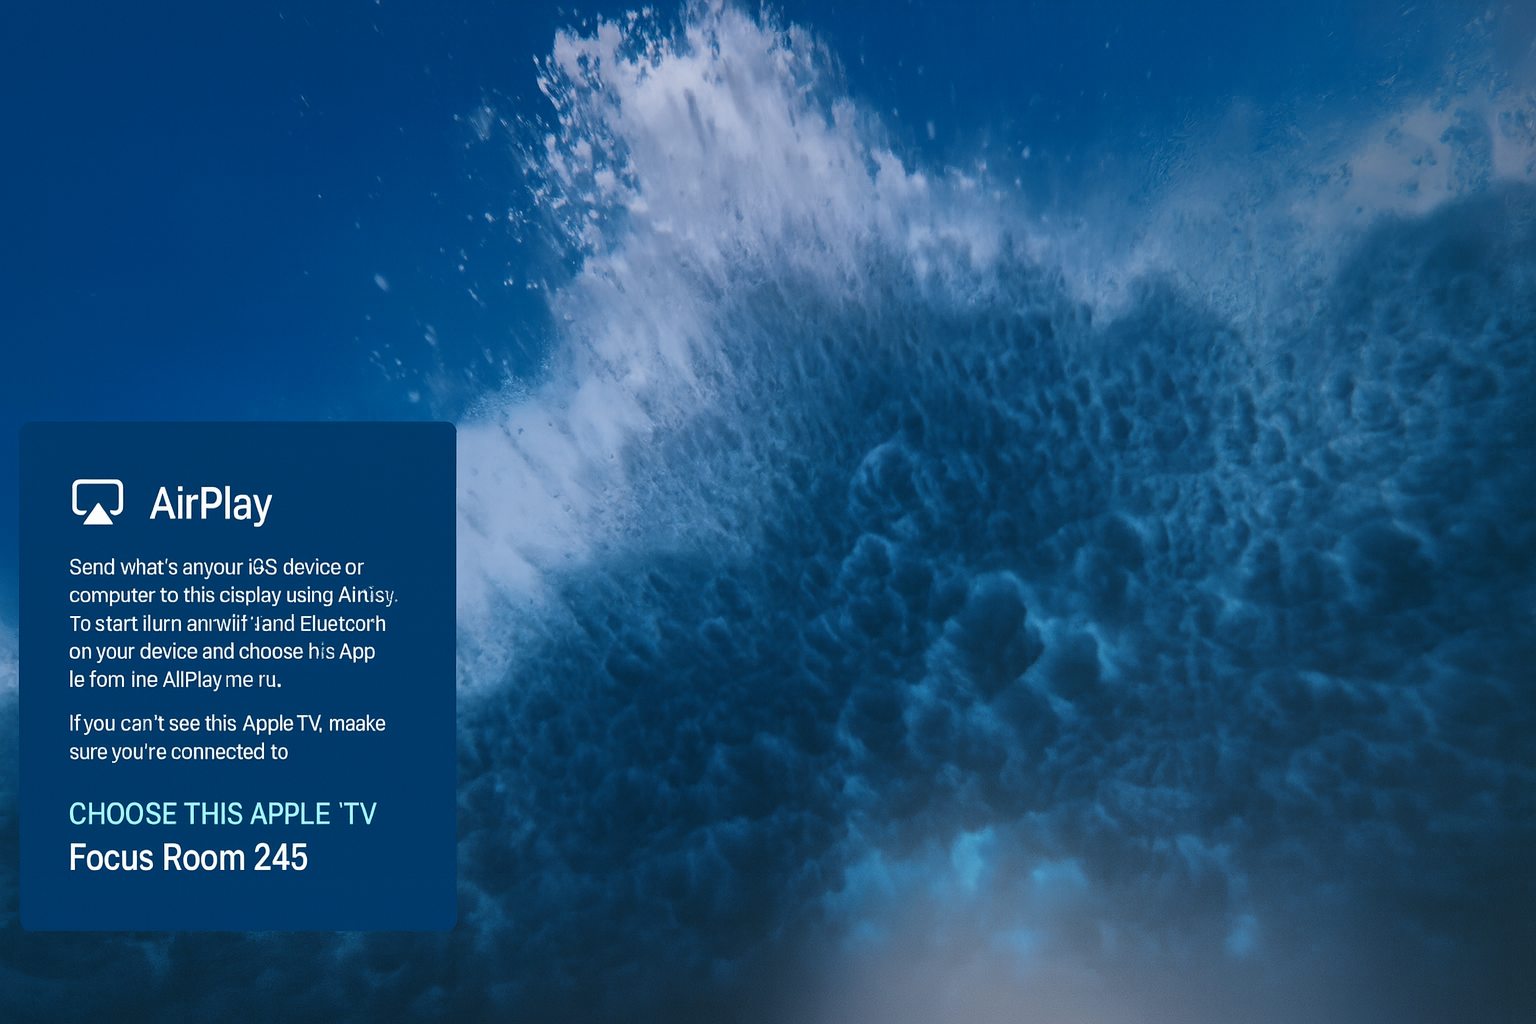 AirPlay
Send what's anyour iOS device or
computer to this cisplay using
To start ilurn
on your device and choose his App
le fom ine AllPlay me ru.
If you can't see this Apple TV, maake
sure you're connected to
CHOOSE THIS APPLE 'TV
Focus Room 245